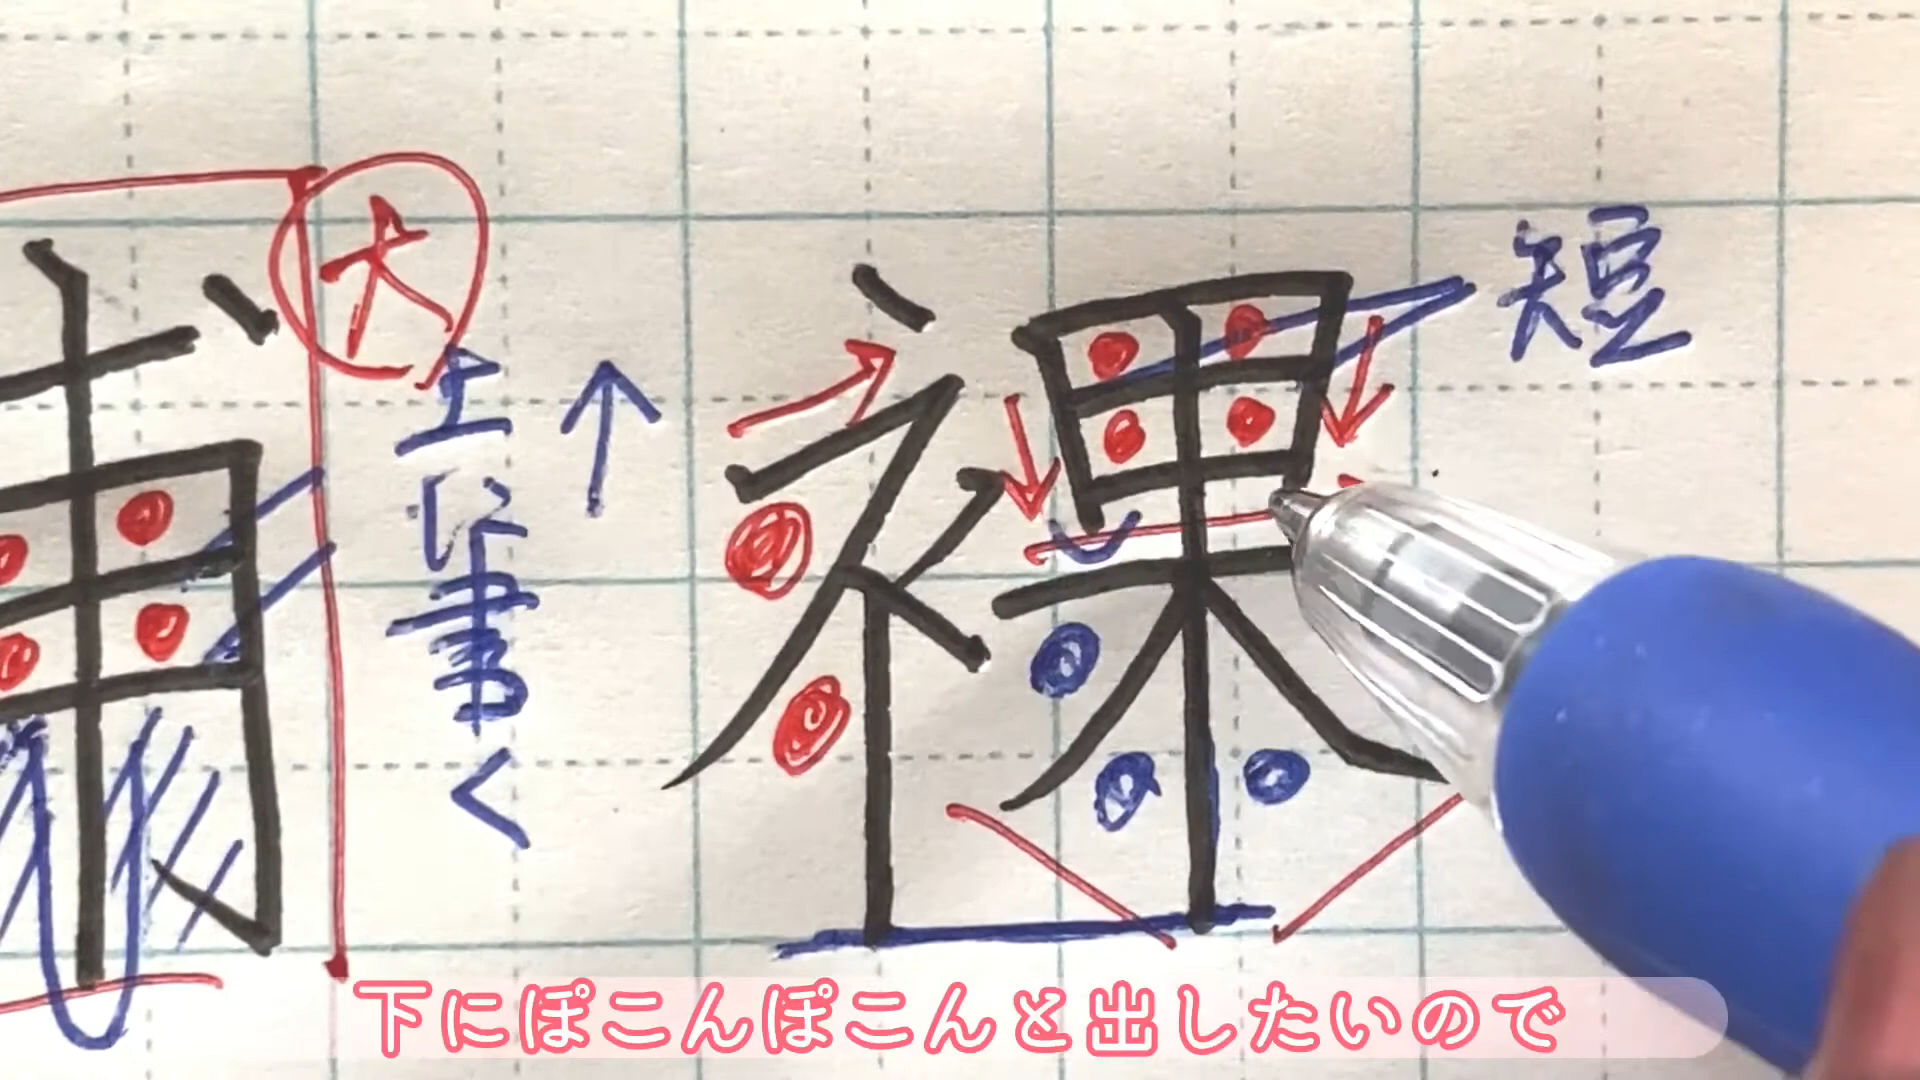 大
上に書く
裸
短
下にぽこんぽこんと出したいので